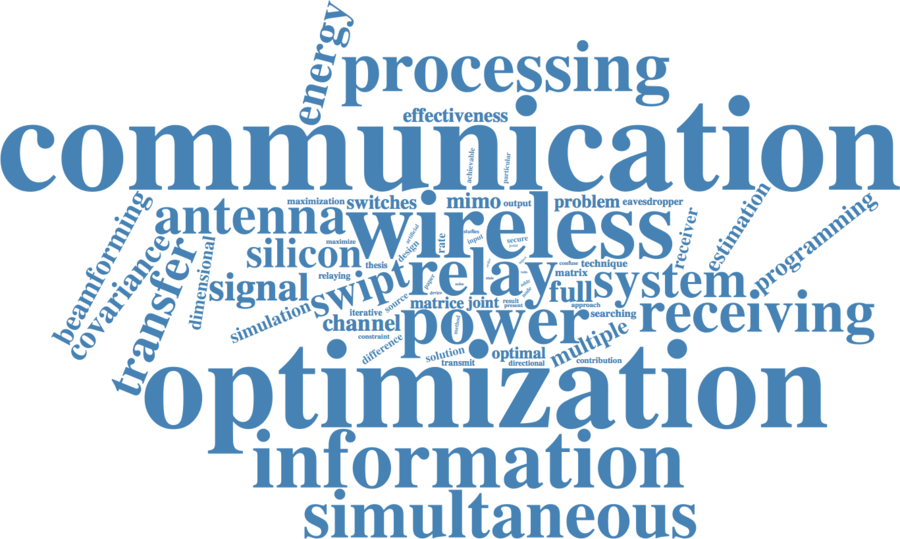 energy
processing
effectiveness
communication
achievable
particular
maximization
switches
mimo
output
problem
eavesdropper
beamforming
antenna
wireless
estimation
programming
covariance
transfer
dimensional
silicon
maximize
design
rate
input
secure
receiver
thesis
relay
confuse
technique
signal
relaying
swipt
matrix
full
system
simulation
iterative
source
matrice
joint
result
present
approach
searching
receiving
channel
power
method
multiple
constraint
difference
solution
transmit
optimal
directional
contribution
optimization
information
simultaneous